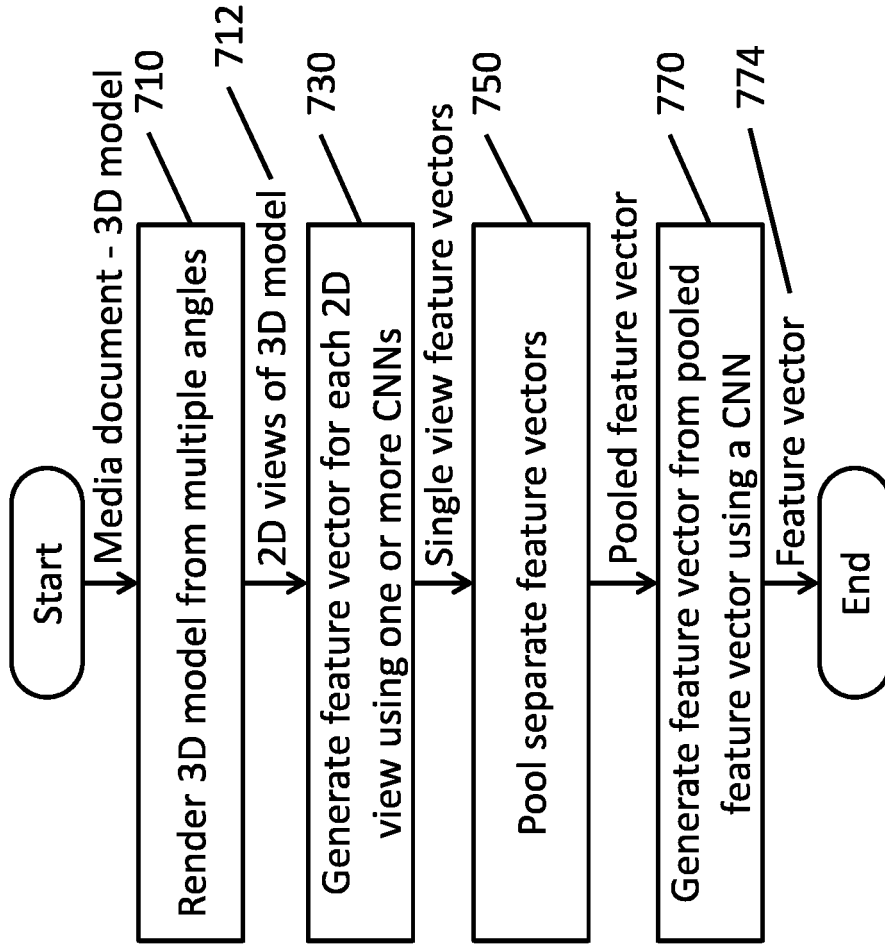 Start
Media document - 3D model
710
Render 3D model from multiple angles
712
2D views of 3D model
730
Generate feature vector for each 2D
view using one or more CNNs
Single view feature vectors
750
Pool separate feature vectors
Pooled feature vector
770
Generate feature vector from pooled
feature vector using a CNN
774
Feature vector
End